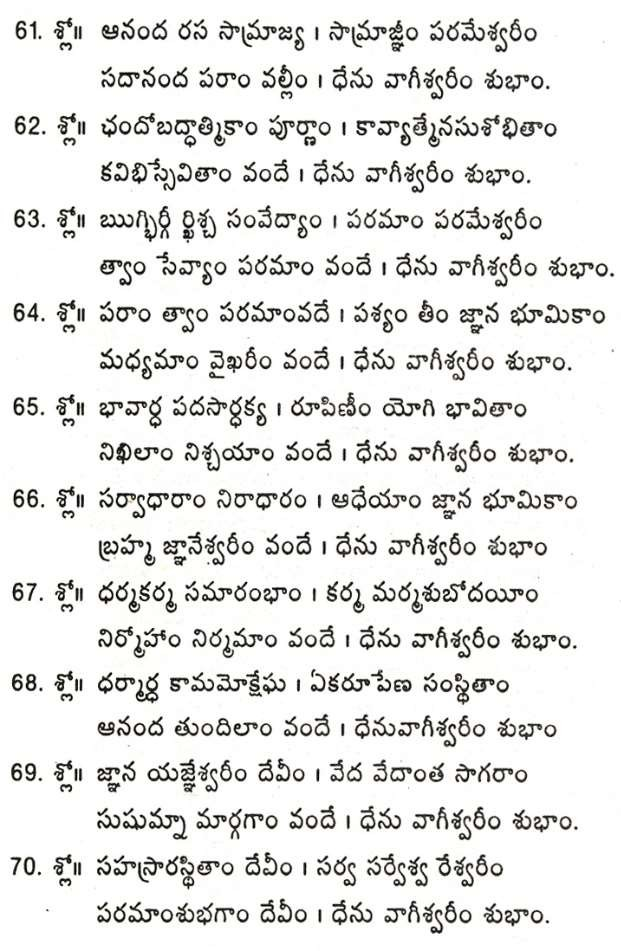 61. శ్లో॥ ఆనంద రస సామ్రాజ్య । సామ్రాజ్ఞీం పరమేశ్వరీం
సదానంద పరాం వల్లీం । ధేను వాగీశ్వరీం శుభాం.
62. శ్లో॥ ఛందోబద్ధాత్మికాం పూర్ణాం । కావ్యాత్మేనసుశోభితాం
కవిభిస్సేవితాం వందే । ధేను వాగీశ్వరీం శుభాం.
63. శ్లో॥ ఋగ్భిర్గీ ర్భిశ్చ సంవేద్యాం । పరమాం పరమేశ్వరీం
త్వాం సేవ్యాం పరమాం వందే । ధేను వాగీశ్వరీం శుభాం.
64. శ్లో॥ పరాం త్వాం పరమాంవదే । పశ్యం తీం జ్ఞాన భూమికాం
మధ్యమాం వైఖరీం వందే । ధేను వాగీశ్వరీం శుభాం.
65. శ్లో॥ భావార్ధ పదసార్ధక్య । రూపిణీం యోగి భావితాం
నిఖిలాం నిశ్చయాం వందే । ధేను వాగీశ్వరీం శుభాం.
66. శ్లో॥ సర్వాధారాం నిరాధారం । ఆధేయాం జ్ఞాన భూమికాం
బ్రహ్మ జ్ఞానేశ్వరీం వందే । ధేను వాగీశ్వరీం శుభాం
67. శ్లో॥ ధర్మకర్మ సమారంభాం । కర్మ మర్మశుబోదయీం
నిర్మోహాం నిర్మమాం వందే । ధేను వాగీశ్వరీం శుభాం.
68. శ్లో॥ ధర్మార్ధ కామమోక్షేఘ । ఏకరూపేణ సంస్థితాం
ఆనంద తుందిలాం వందే । ధేనువాగీశ్వరీం శుభాం
69. శ్లో॥ జ్ఞాన యజ్ఞేశ్వరీం దేవీం । వేద వేదాంత సాగరాం
సుషుమ్నా మార్గగాం వందే । ధేను వాగీశ్వరీం శుభాం.
70. శ్లో॥ సహస్రారస్థితాం దేవీం । సర్వ సర్వేశ్వ రేశ్వరీం
పరమాంశుభగాం దేవీం । ధేను వాగీశ్వరీం శుభాం.